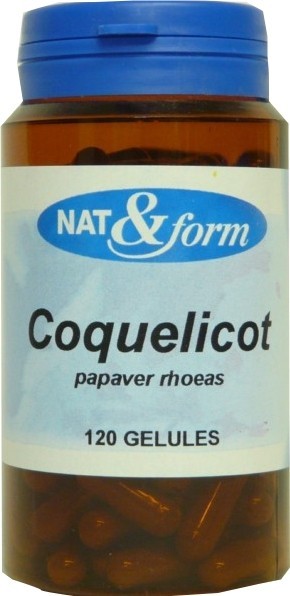 NAT & form
Coquelicot
papaver rhoeas
120 GELULES